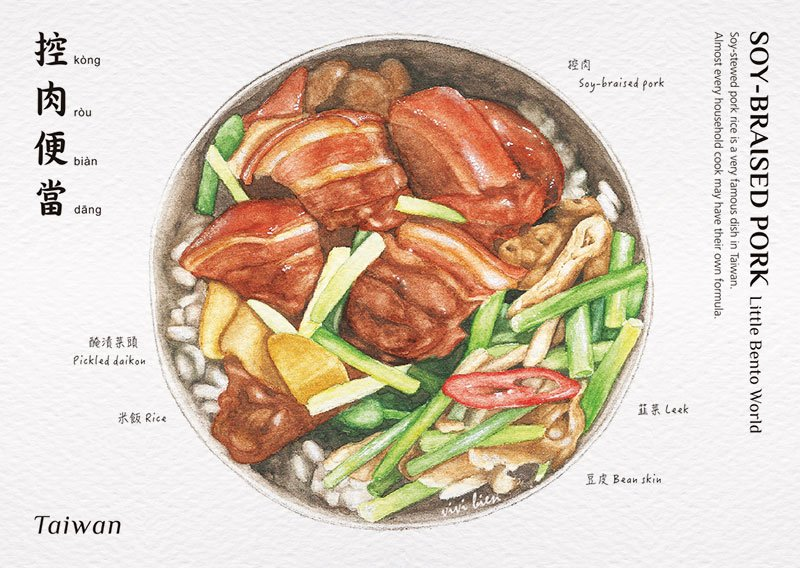 控 kòng
肉 ròu
便 biàn
當 dāng
SOY-BRAISED PORK Little Bento World
Soy-stewed pork rice is a very famous dish in Taiwan.
Almost every household cook may have their own formula.
控肉
Soy-braised pork
醃漬菜頭
Pickled daikon
米飯 Rice
韮菜 Leek
豆皮 Bean skin
vivi lien
Taiwan